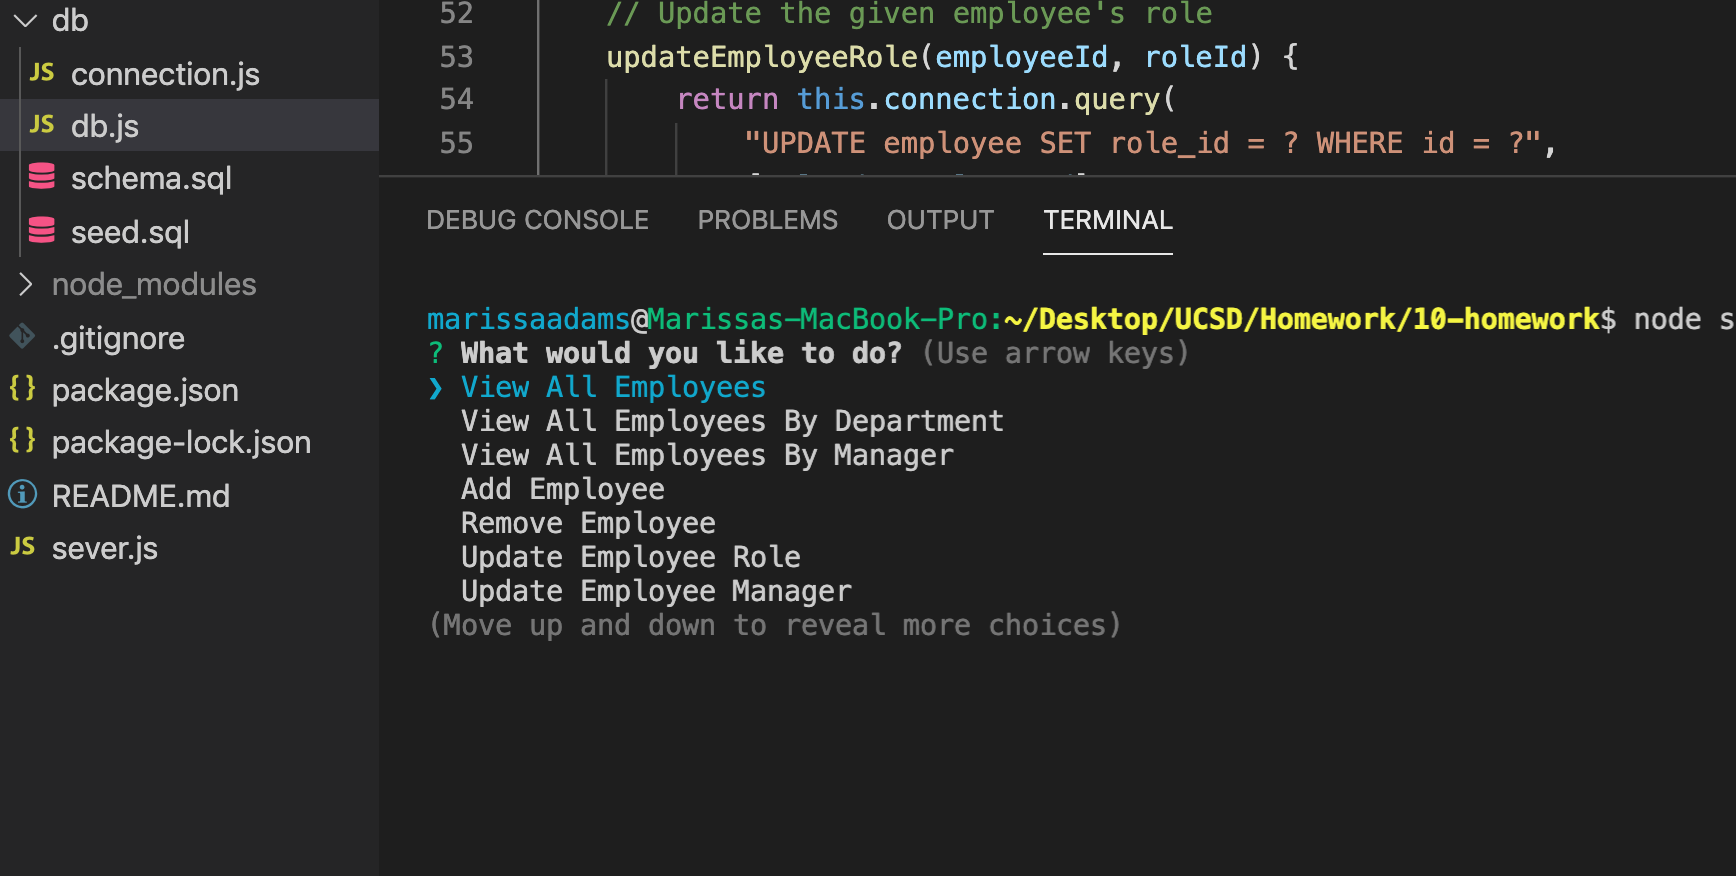 db
JS connection.js
JS db.js
schema.sql
seed.sql
node_modules
.gitignore
{} package.json
{} package-lock.json
README.md
JS sever.js
52 // Update the given employee's role
53 updateEmployeeRole(employeeId, roleId) {
54 return this.connection.query(
55 "UPDATE employee SET role_id = ? WHERE id = ?",
DEBUG CONSOLE PROBLEMS OUTPUT TERMINAL
marissaadams@Marissas-MacBook-Pro:~/Desktop/UCSD/Homework/10-homework$ node s
? What would you like to do? (Use arrow keys)
❯ View All Employees
View All Employees By Department
View All Employees By Manager
Add Employee
Remove Employee
Update Employee Role
Update Employee Manager
(Move up and down to reveal more choices)